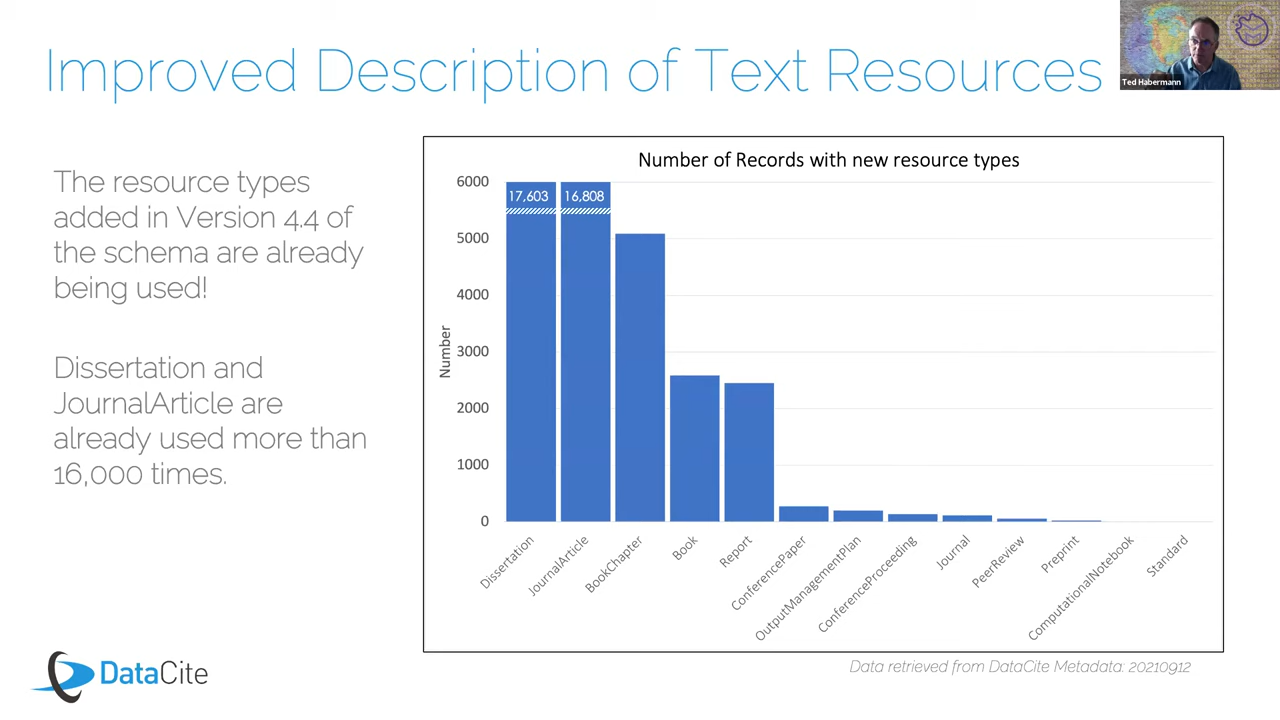 Improved Description of Text Resources
Ted Habermann
The resource types
added in Version 4.4 of
the schema are already
being used!
Dissertation and
JournalArticle are
already used more than
16,000 times.
Number of Records with new resource types
Number
6000
5000
4000
3000
2000
1000
0
17,603
16,808
Dissertation
JournalArticle
BookChapter
Book
Report
ConferencePaper
OutputManagementPlan
ConferenceProceeding
Journal
PeerReview
Preprint
ComputationalNotebook
Standard
DataCite
Data retrieved from DataCite Metadata: 20210912